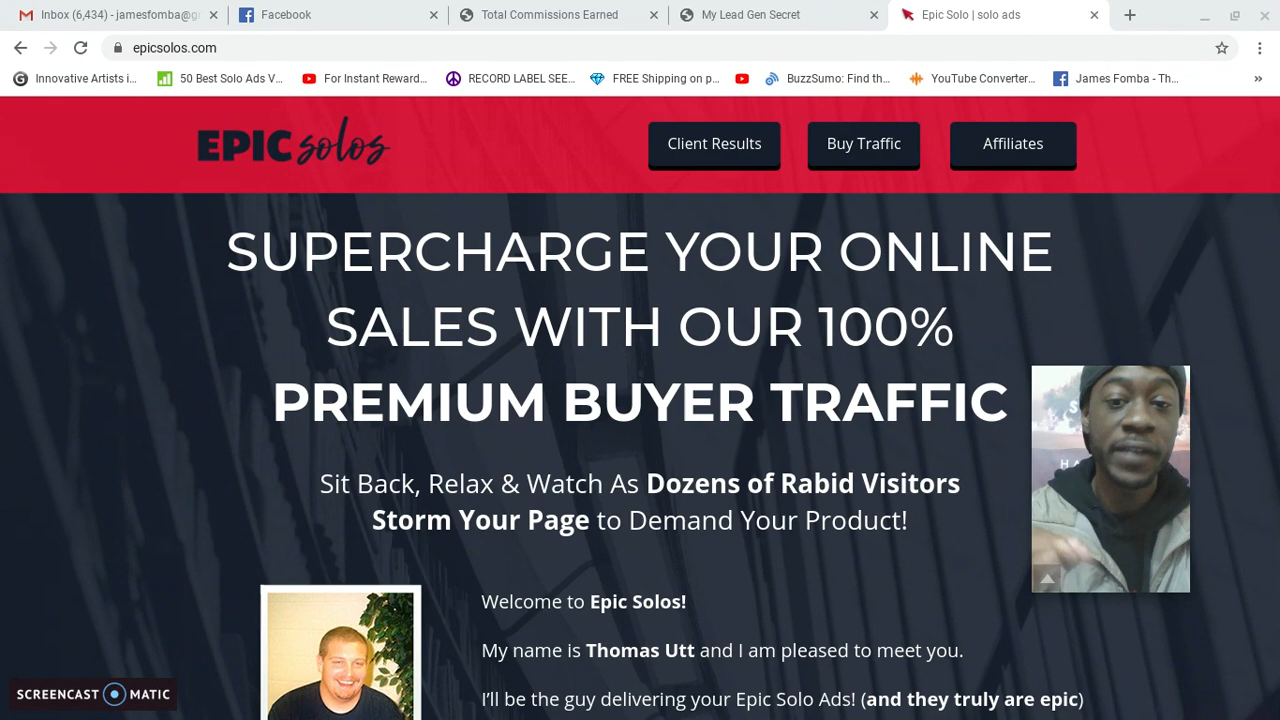 Inbox (6,434) - jamesfomba@g
Facebook
Total Commissions Earned
My Lead Gen Secret
Epic Solo | solo ads
epicsolos.com
Innovative Artists i...
50 Best Solo Ads V...
For Instant Reward...
RECORD LABEL SEE...
FREE Shipping on p...
BuzzSumo: Find th...
YouTube Converter...
James Fomba - Th...
EPIC solos
Client Results
Buy Traffic
Affiliates
SUPERCHARGE YOUR ONLINE
SALES WITH OUR 100%
PREMIUM BUYER TRAFFIC
Sit Back, Relax & Watch As Dozens of Rabid Visitors
Storm Your Page to Demand Your Product!
Welcome to Epic Solos!
My name is Thomas Utt and I am pleased to meet you.
I'll be the guy delivering your Epic Solo Ads! (and they truly are epic)
SCREENCAST MATIC